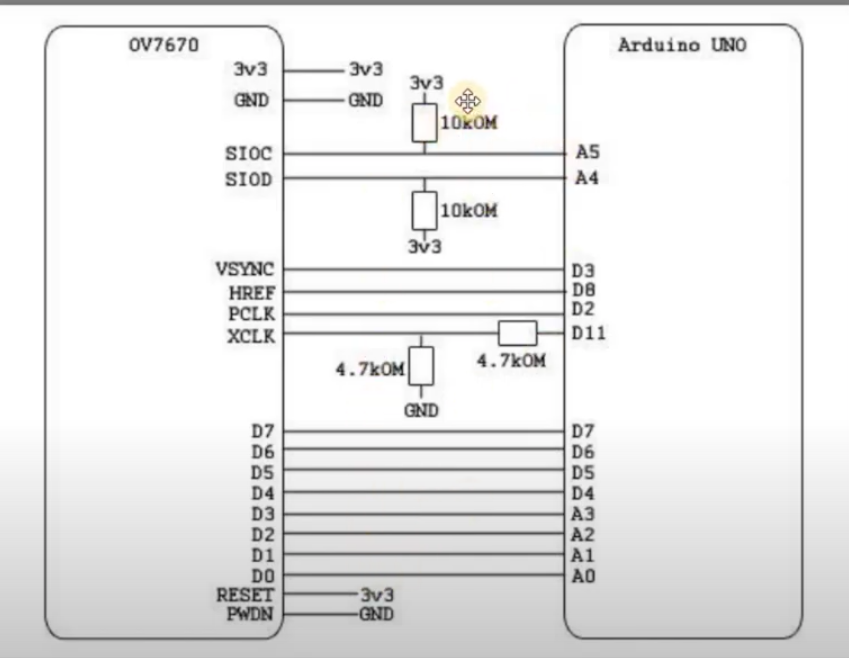 OV7670
Arduino UNO
3v3 3v3
GND GND
3v3
10kOM
SIOC A5
SIOD A4
10kOM
3v3
VSYNC D3
HREF D8
PCLK D2
XCLK D11
4.7kOM
4.7kOM
GND
D7 D7
D6 D6
D5 D5
D4 D4
D3 A3
D2 A2
D1 A1
D0 A0
RESET 3v3
PWDN GND